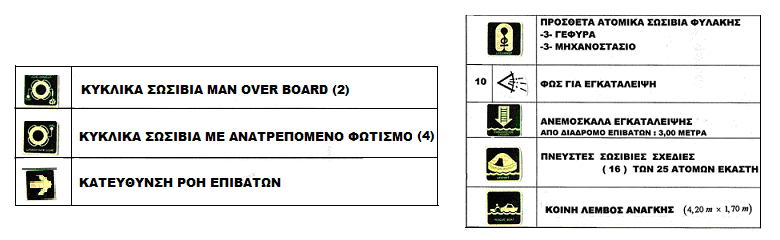 ΚΥΚΛΙΚΑ ΣΩΣΙΒΙΑ MAN OVER BOARD (2)
ΚΥΚΛΙΚΑ ΣΩΣΙΒΙΑ ΜΕ ΑΝΑΤΡΕΠΟΜΕΝΟ ΦΩΤΙΣΜΟ (4)
ΚΑΤΕΥΘΥΝΣΗ ΡΟΗ ΕΠΙΒΑΤΩΝ
ΠΡΟΣΘΕΤΑ ΑΤΟΜΙΚΑ ΣΩΣΙΒΙΑ ΦΥΛΑΚΗΣ
-3- ΓΕΦΥΡΑ
-3- ΜΗΧΑΝΟΣΤΑΣΙΟ
10 ΦΩΣ ΓΙΑ ΕΓΚΑΤΑΛΕΙΨΗ
ΑΝΕΜΟΣΚΑΛΑ ΕΓΚΑΤΑΛΕΙΨΗΣ
ΑΠΟ ΔΙΑΔΡΟΜΟ ΕΠΙΒΑΤΩΝ : 3,00 ΜΕΤΡΑ
ΠΝΕΥΣΤΕΣ ΣΩΣΙΒΙΕΣ ΣΧΕΔΙΕΣ
( 16 ) ΤΩΝ 25 ΑΤΟΜΩΝ ΕΚΑΣΤΗ
ΚΟΙΝΗ ΛΕΜΒΟΣ ΑΝΑΓΚΗΣ (4,20 m × 1,70 m)